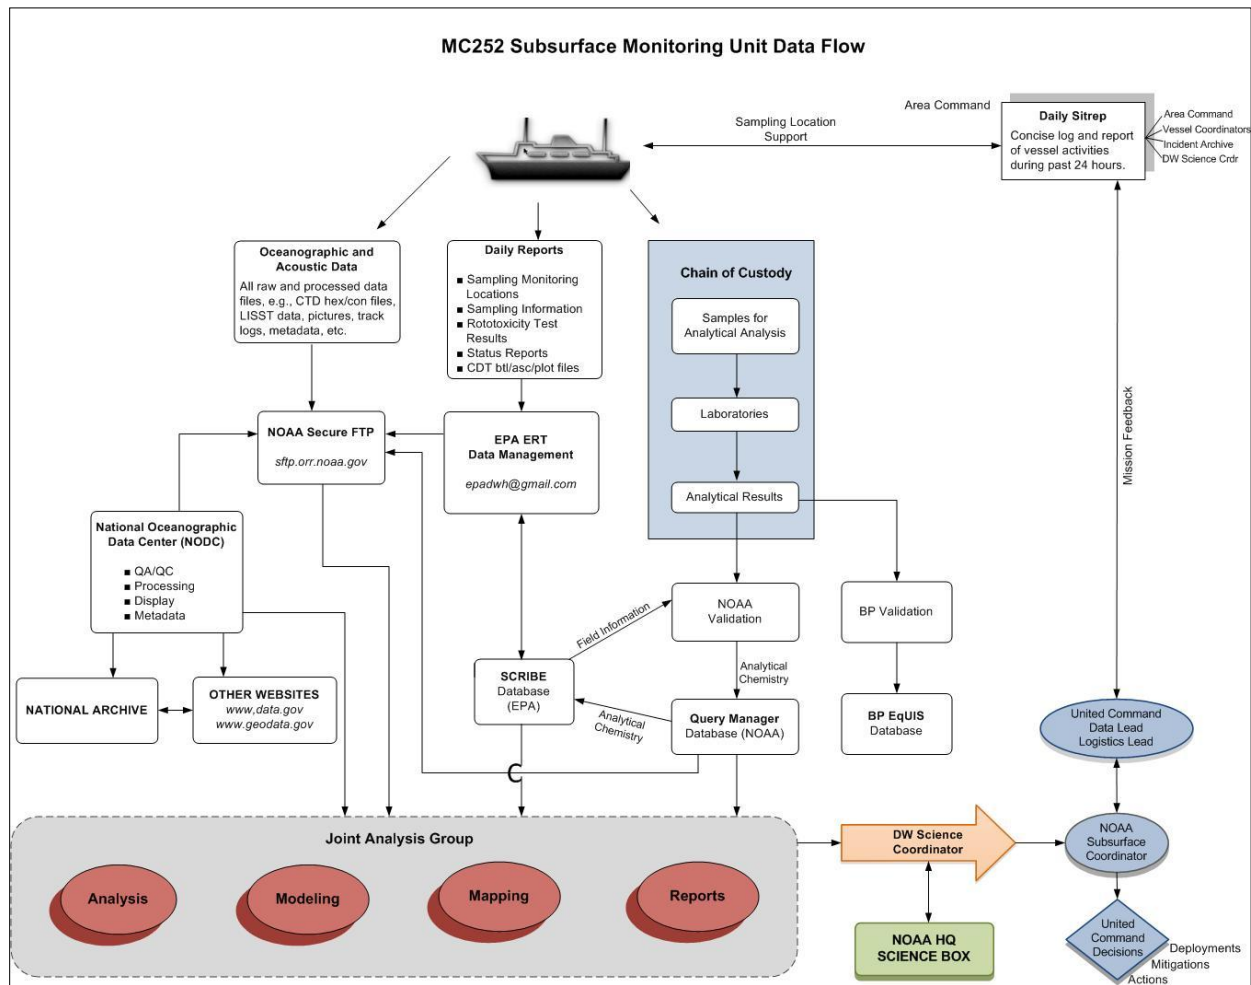 MC252 Subsurface Monitoring Unit Data Flow
Area Command
Sampling Location
Support
Daily Sitrep
Concise log and report
of vessel activities
during past 24 hours.
Area Command
Vessel Coordinators
Incident Archive
DW Science Crdr
Oceanographic and
Acoustic Data
All raw and processed data
files, e.g., CTD hex/con files,
LISST data, pictures, track
logs, metadata, etc.
Daily Reports
■ Sampling Monitoring
Locations
■ Sampling Information
■ Rototoxicity Test
Results
■ Status Reports
■ CDT btl/asc/plot files
Chain of Custody
Samples for
Analytical Analysis
Laboratories
Analytical Results
NOAA Secure FTP
sftp.orr.noaa.gov
EPA ERT
Data Management
epadwh@gmail.com
Mission Feedback
National Oceanographic
Data Center (NODC)
■ QA/QC
■ Processing
■ Display
■ Metadata
Field Information
NOAA
Validation
BP Validation
Analytical
Chemistry
NATIONAL ARCHIVE
OTHER WEBSITES
www,data.gov
www.geodata.gov
SCRIBE
Database
(EPA)
Analytical
Chemistry
Query Manager
Database (NOAA)
BP EqUIS
Database
United Command
Data Lead
Logistics Lead
Joint Analysis Group
Analysis
Modeling
Mapping
Reports
DW Science
Coordinator
NOAA
Subsurface
Coordinator
NOAA HQ
SCIENCE BOX
United
Command
Decisions
Deployments
Mitigations
Actions